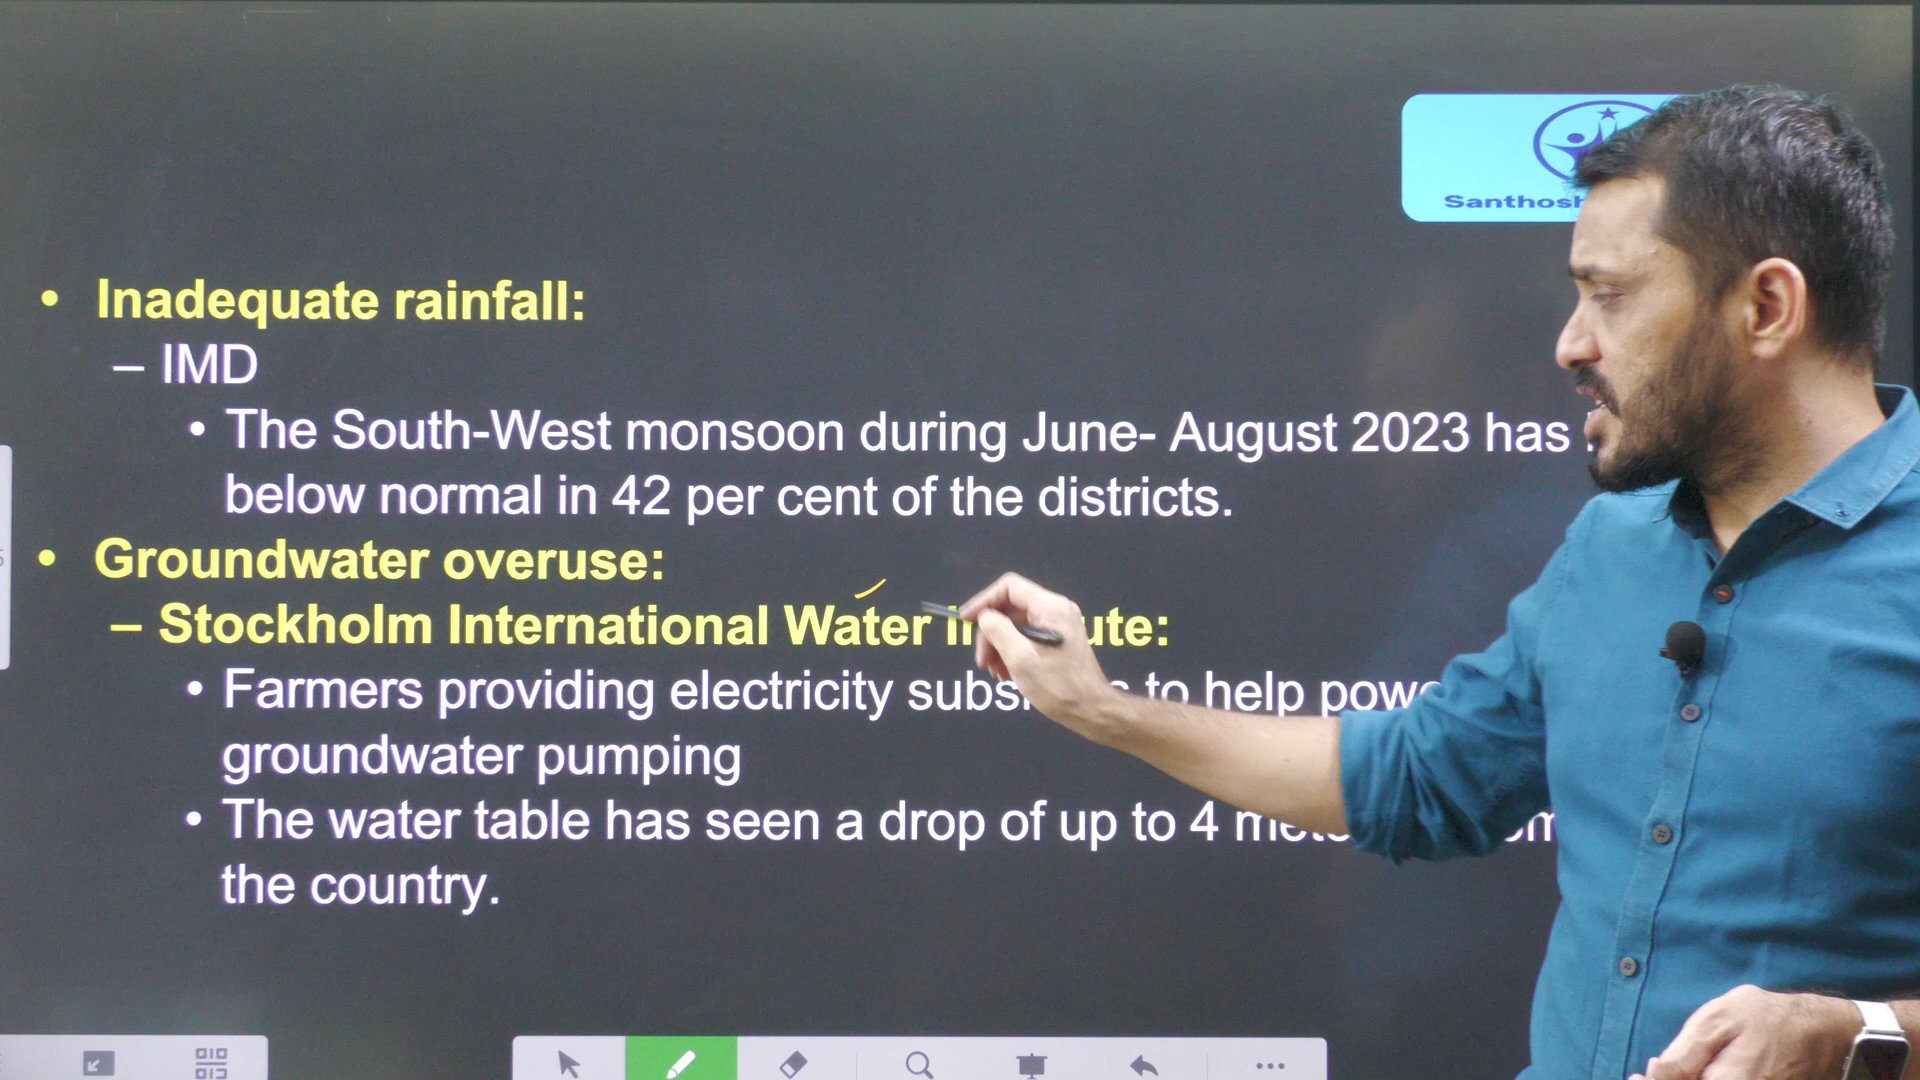 Santhosh
• Inadequate rainfall:
– IMD
• The South-West monsoon during June- August 2023 has
below normal in 42 per cent of the districts.
• Groundwater overuse:
– Stockholm International Water
• Farmers providing electricity to help
groundwater pumping
• The water table has seen a drop of up to 4
the country.